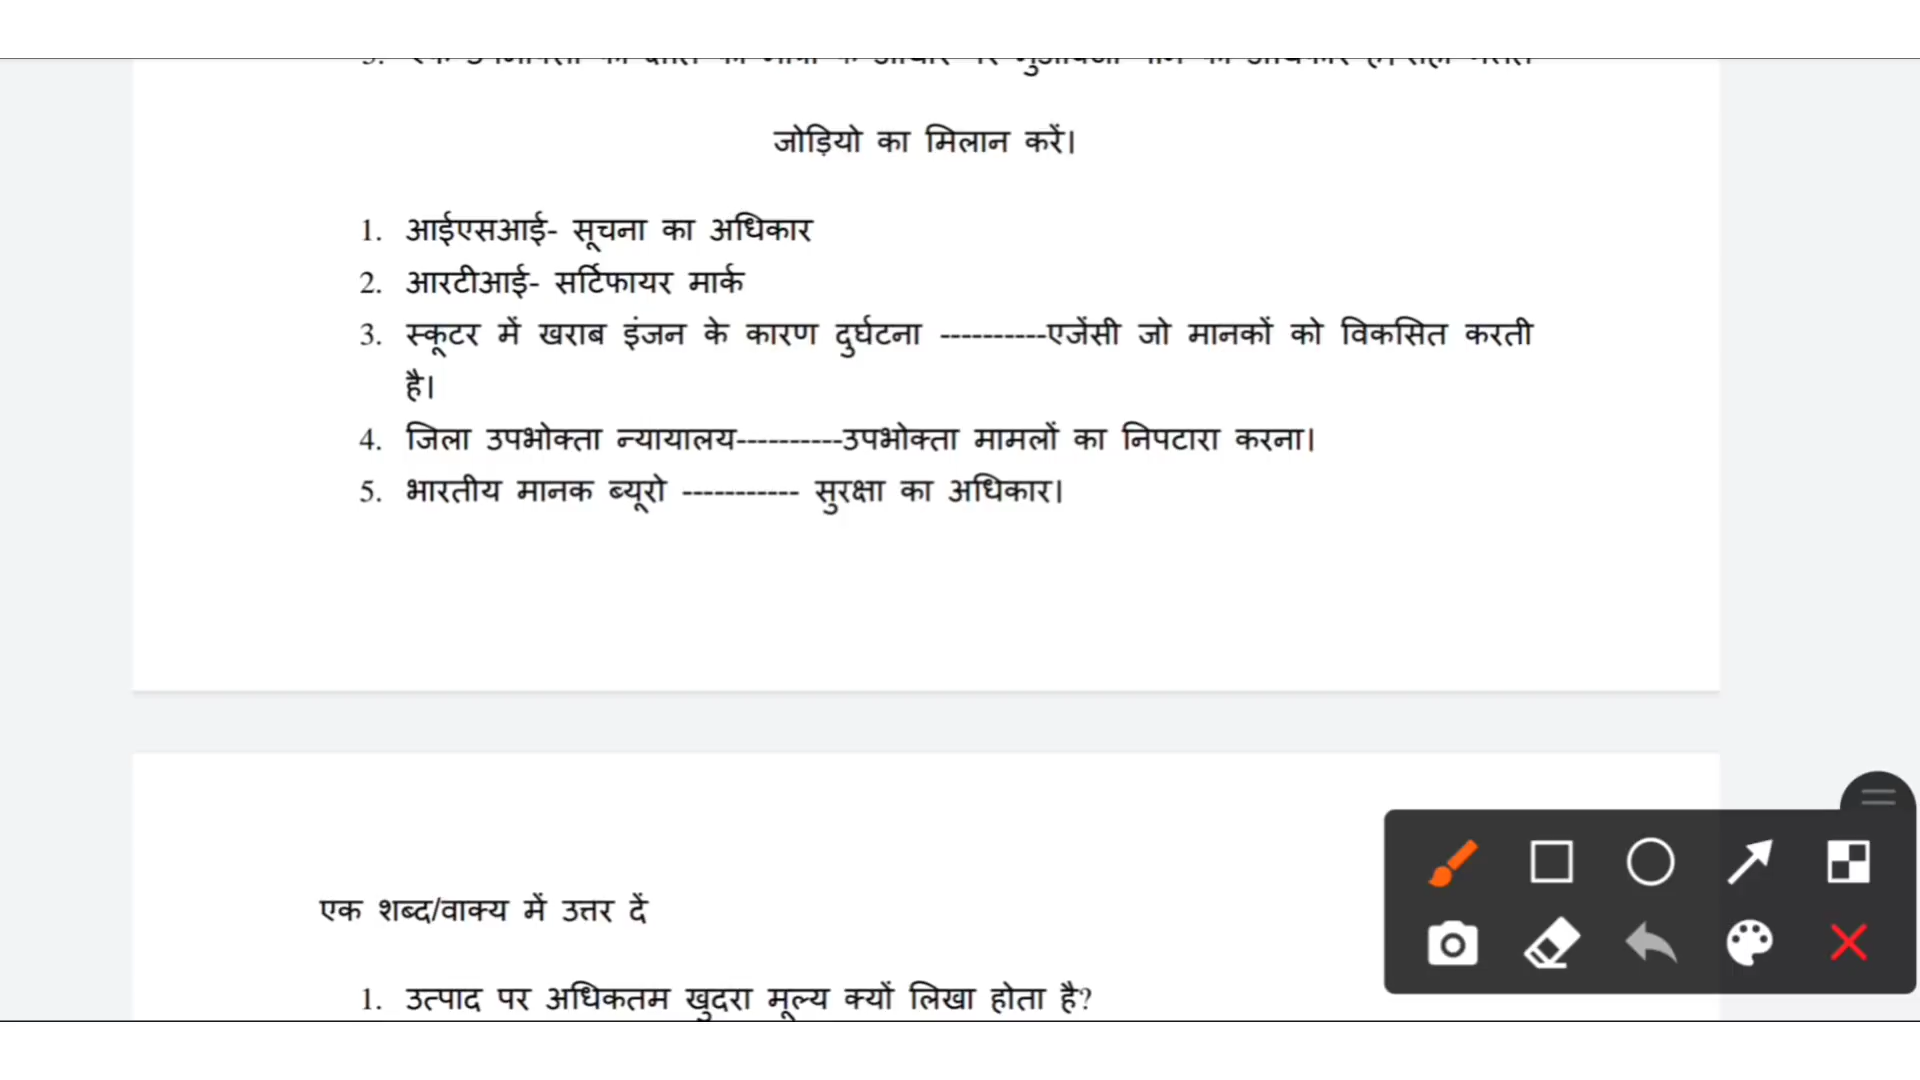 जोड़ियो का मिलान करें।
1. आईएसआई- सूचना का अधिकार
2. आरटीआई- सर्टिफायर मार्क
3. स्कूटर में खराब इंजन के कारण दुर्घटना ----------एजेंसी जो मानकों को विकसित करती
है।
4. जिला उपभोक्ता न्यायालय----------उपभोक्ता मामलों का निपटारा करना।
5. भारतीय मानक ब्यूरो ----------- सुरक्षा का अधिकार।
एक शब्द/वाक्य में उत्तर दें
1. उत्पाद पर अधिकतम खुदरा मूल्य क्यों लिखा होता है?